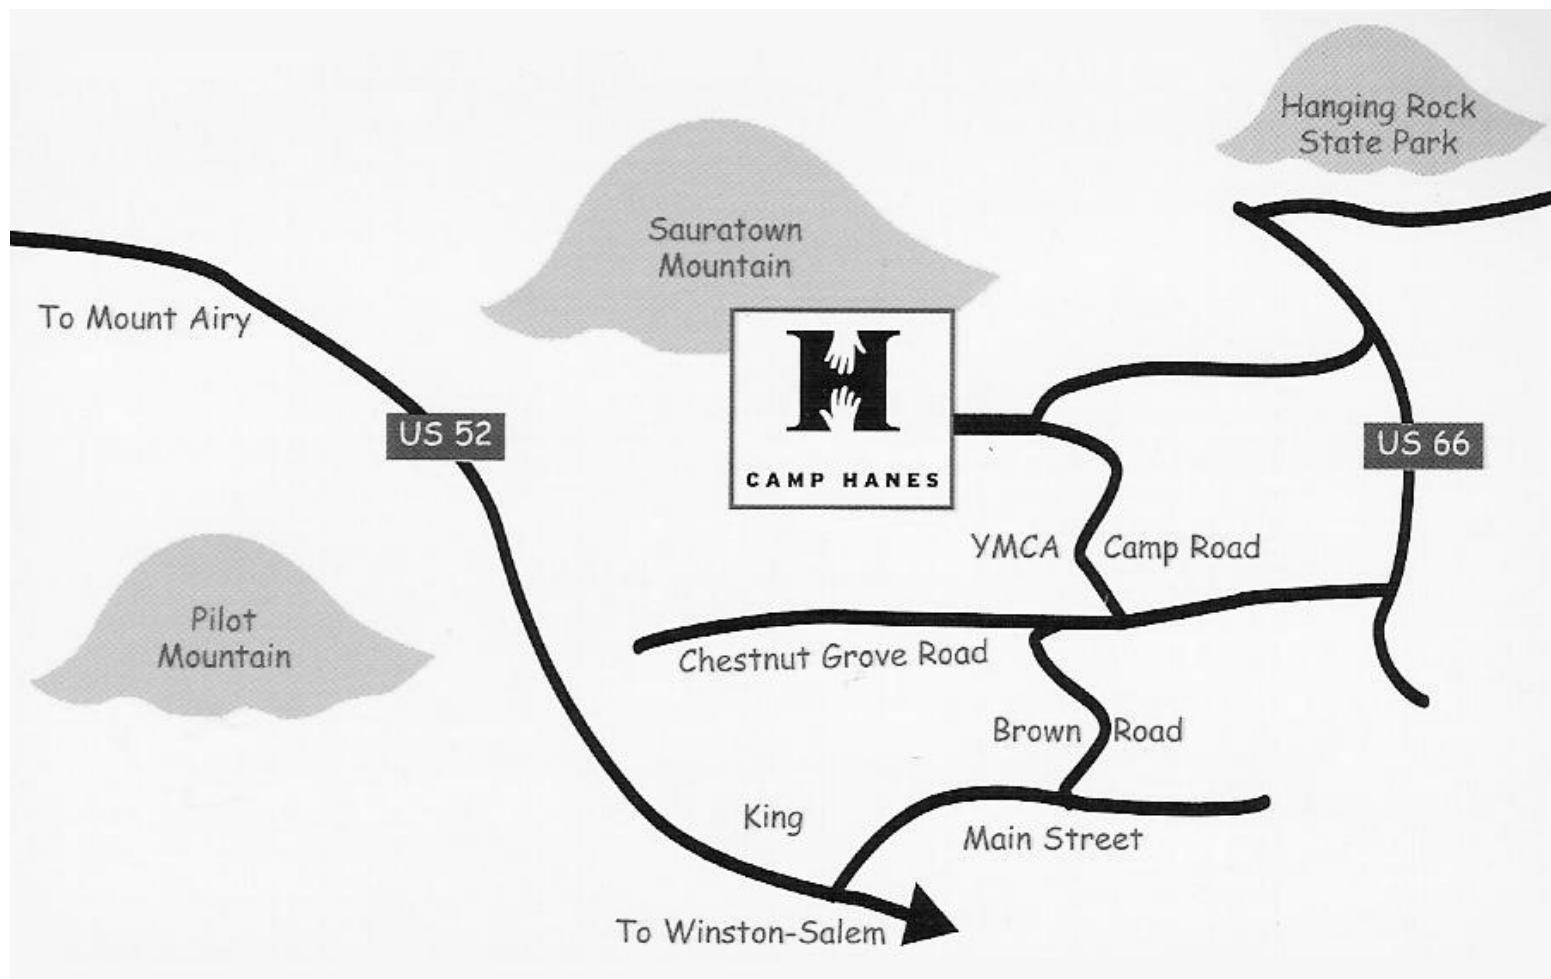 Hanging Rock
State Park
Sauratown
Mountain
To Mount Airy
H
CAMP HANES
US 52
US 66
YMCA Camp Road
Pilot
Mountain
Chestnut Grove Road
Brown Road
King
Main Street
To Winston-Salem